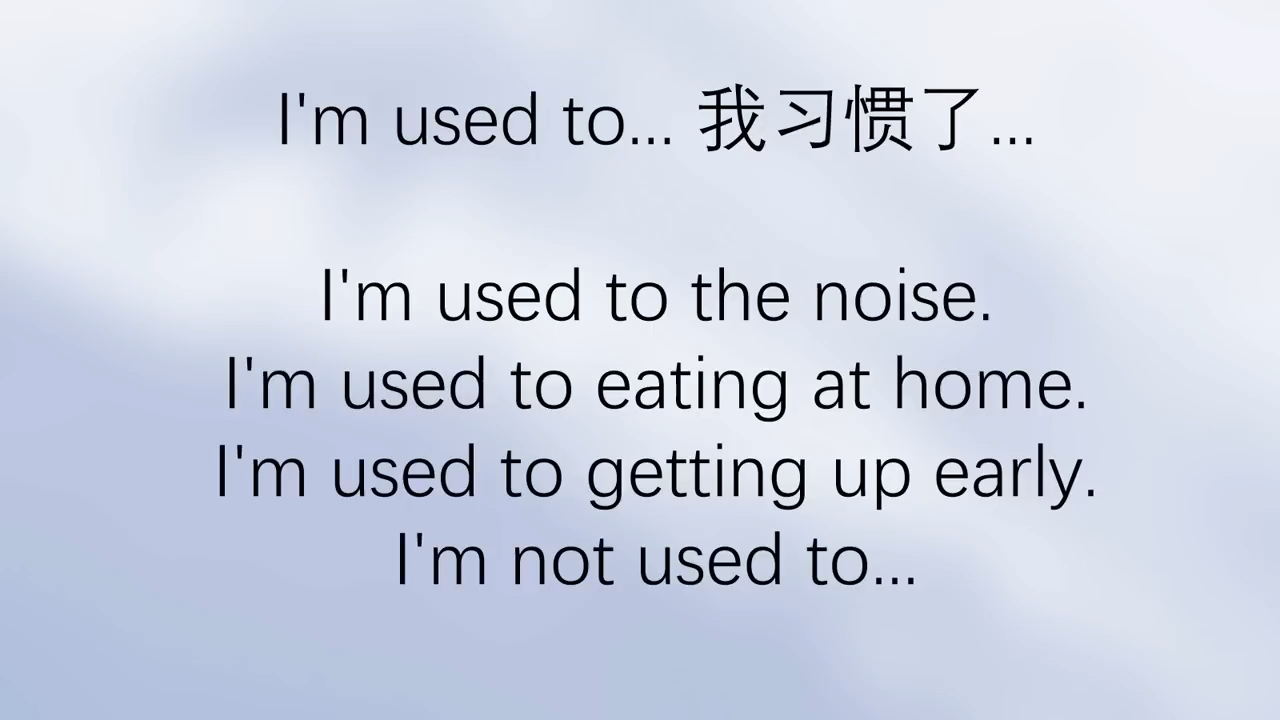 I'm used to... 我习惯了...
I'm used to the noise.
I'm used to eating at home.
I'm used to getting up early.
I'm not used to...